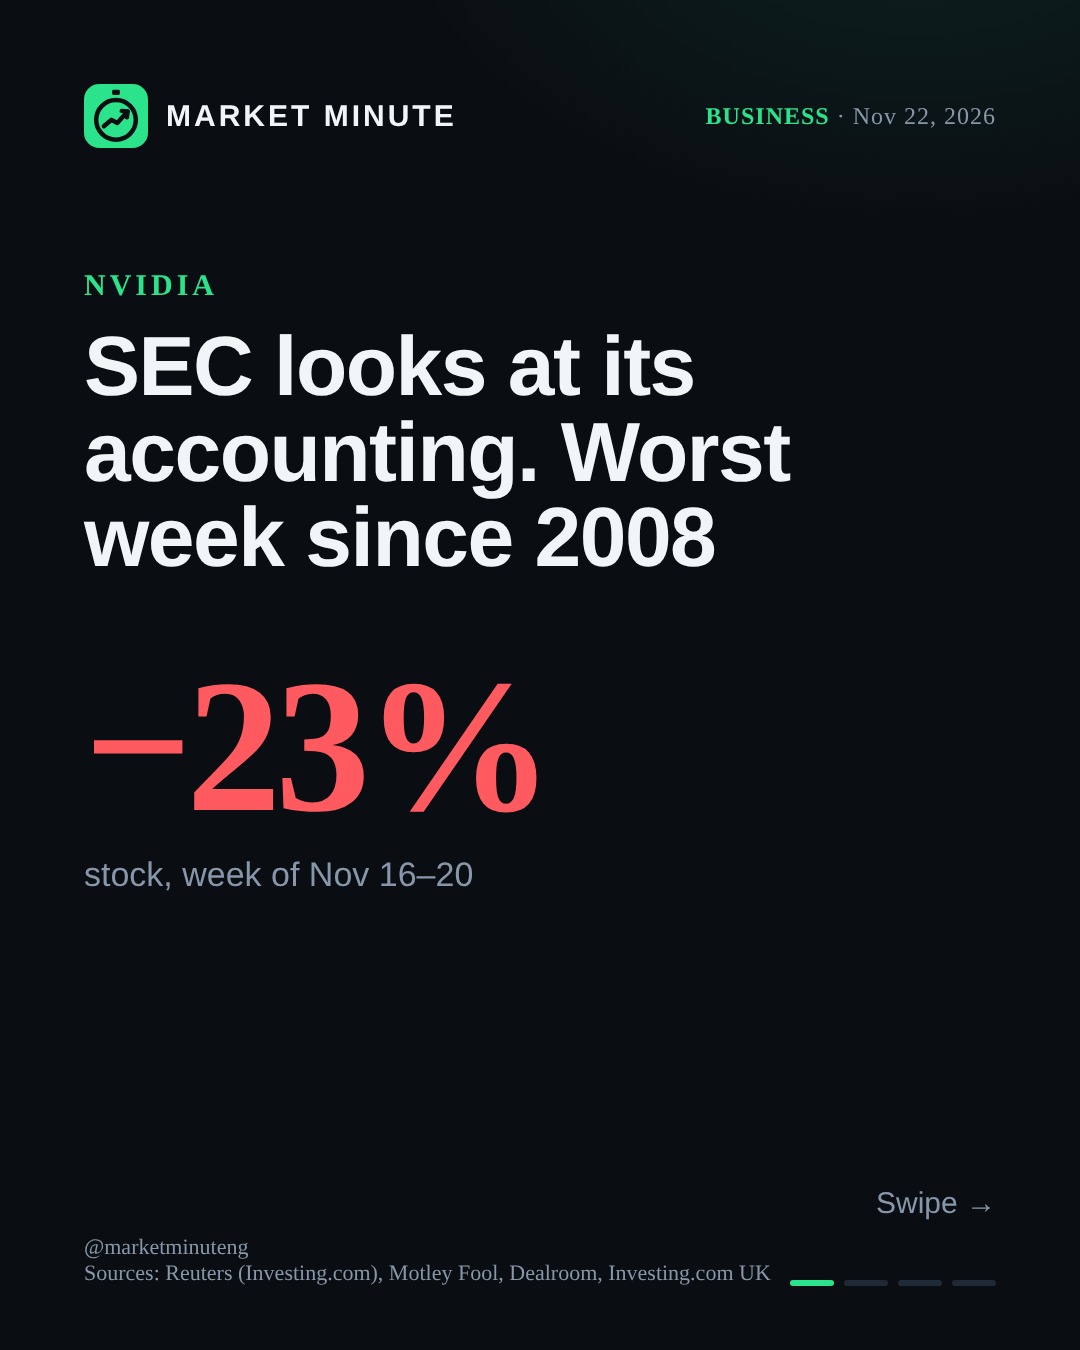 MARKET MINUTE
BUSINESS · Nov 22, 2026
NVIDIA
SEC looks at its
accounting. Worst
week since 2008
−23%
stock, week of Nov 16–20
Swipe →
@marketminuteng
Sources: Reuters (Investing.com), Motley Fool, Dealroom, Investing.com UK